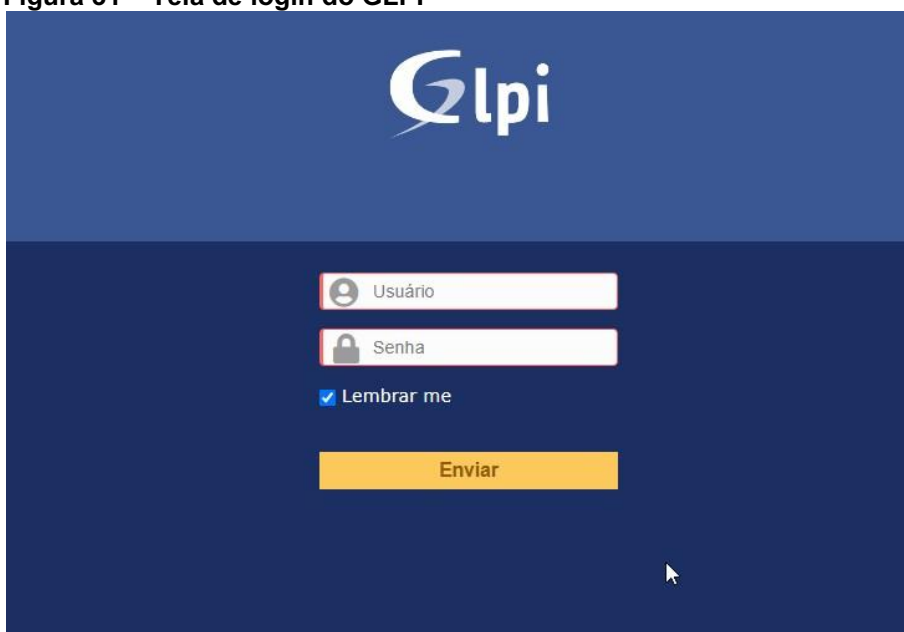 Figura 31 – Tela de login do GLPI
Glpi
Usuário
Senha
Lembrar me
Enviar